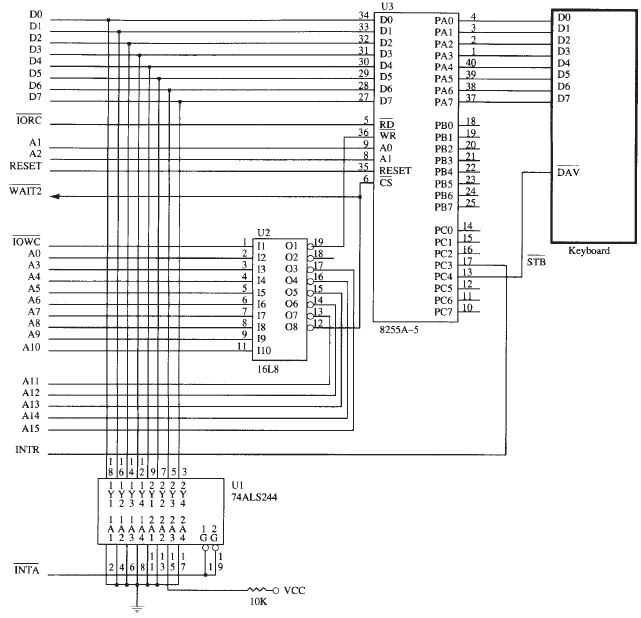 U3
D0 34 D0 PA0 4 D0
D1 33 D1 PA1 3 D1
D2 32 D2 PA2 2 D2
D3 31 D3 PA3 1 D3
D4 30 D4 PA4 40 D4
D5 29 D5 PA5 39 D5
D6 28 D6 PA6 38 D6
D7 27 D7 PA7 37 D7
IORC 5 RD PB0 18
36 WR PB1 19
A1 9 A0 PB2 20
A2 8 A1 PB3 21
RESET 35 RESET PB4 22 DAV
6 CS PB5 23
WAIT2 PB6 24
PB7 25
U2 PC0 14
IOWC 1 I1 O1 19 PC1 15
A0 2 I2 O2 18 PC2 16 Keyboard
A3 3 I3 O3 17 PC3 17 STB
A4 4 I4 O4 16 PC4 13
A5 5 I5 O5 15 PC5 12
A6 6 I6 O6 14 PC6 11
A7 7 I7 O7 13 PC7 10
A8 8 I8 O8 12 8255A-5
A9 9 I9
A10 11 I10
16L8
A11
A12
A13
A14
A15
INTR
18 16 14 12 9 7 5 3
U1
74ALS244
1Y1 1Y2 1Y3 1Y4 2Y1 2Y2 2Y3 2Y4
1A1 1A2 1A3 1A4 2A1 2A2 2A3 2A4 1G 2G
INTA 2 4 6 8 11 13 15 17 1 19
VCC
10K